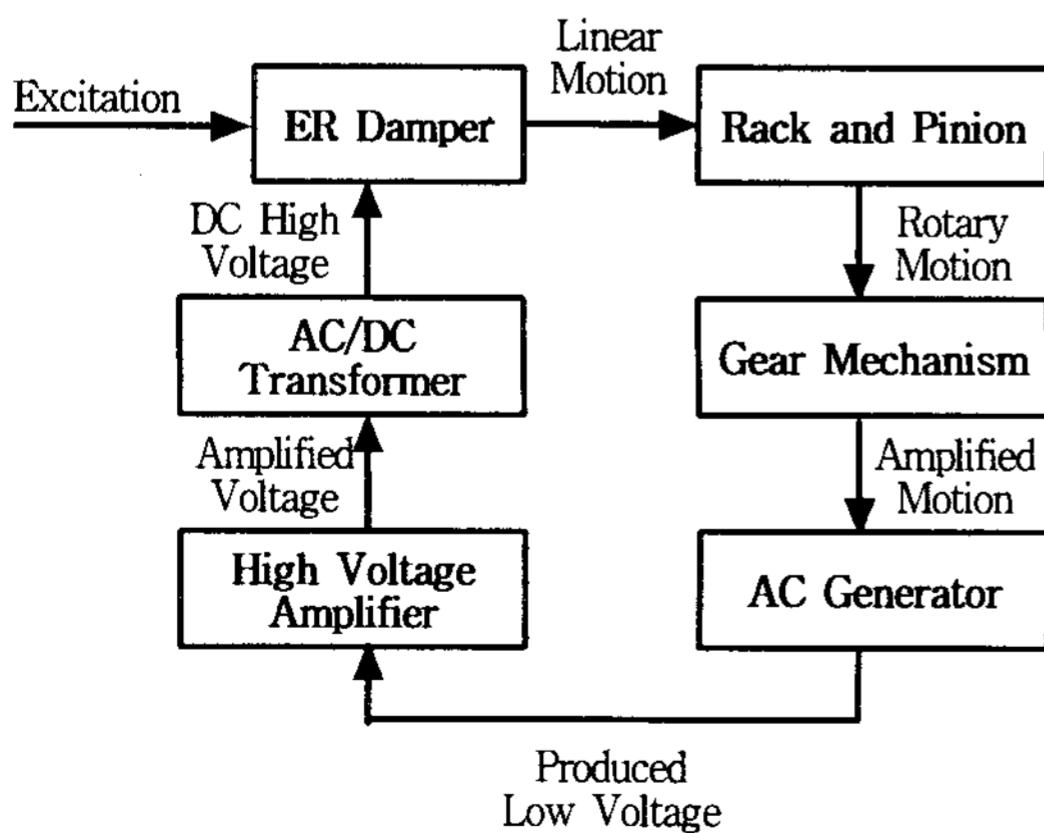 Excitation
ER Damper
Linear
Motion
Rack and Pinion
Rotary
Motion
Gear Mechanism
Amplified
Motion
AC Generator
Produced
Low Voltage
High Voltage
Amplifier
Amplified
Voltage
AC/DC
Transformer
DC High
Voltage